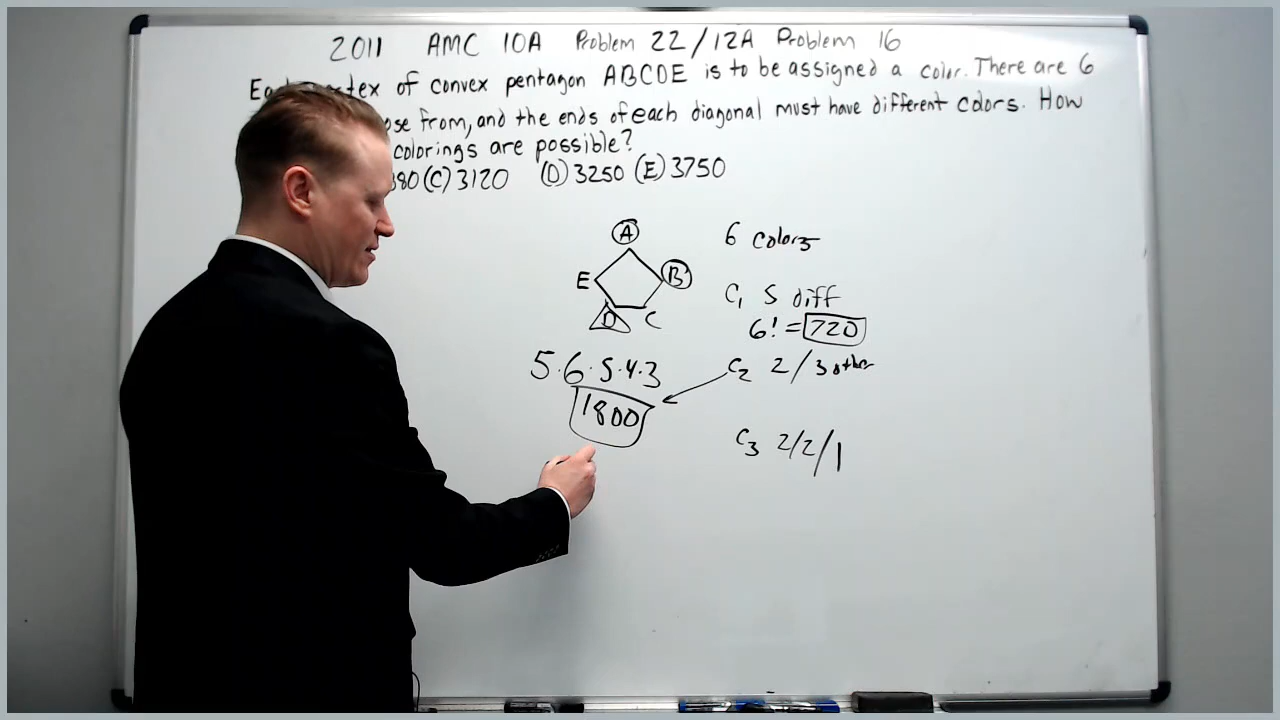 2011 AMC 10A Problem 22/12A Problem 16
of convex pentagon ABCDE is to be assigned a color. There are 6
from, and the ends of each diagonal must have different colors. How
colorings are possible?
80 (C) 3120 (D) 3250 (E) 3750
A
6 colors
E B
C1 5 diff
D C
6! = 720
5·6·5·4·3
C2 2/3 other
1800
C3 2/2/1